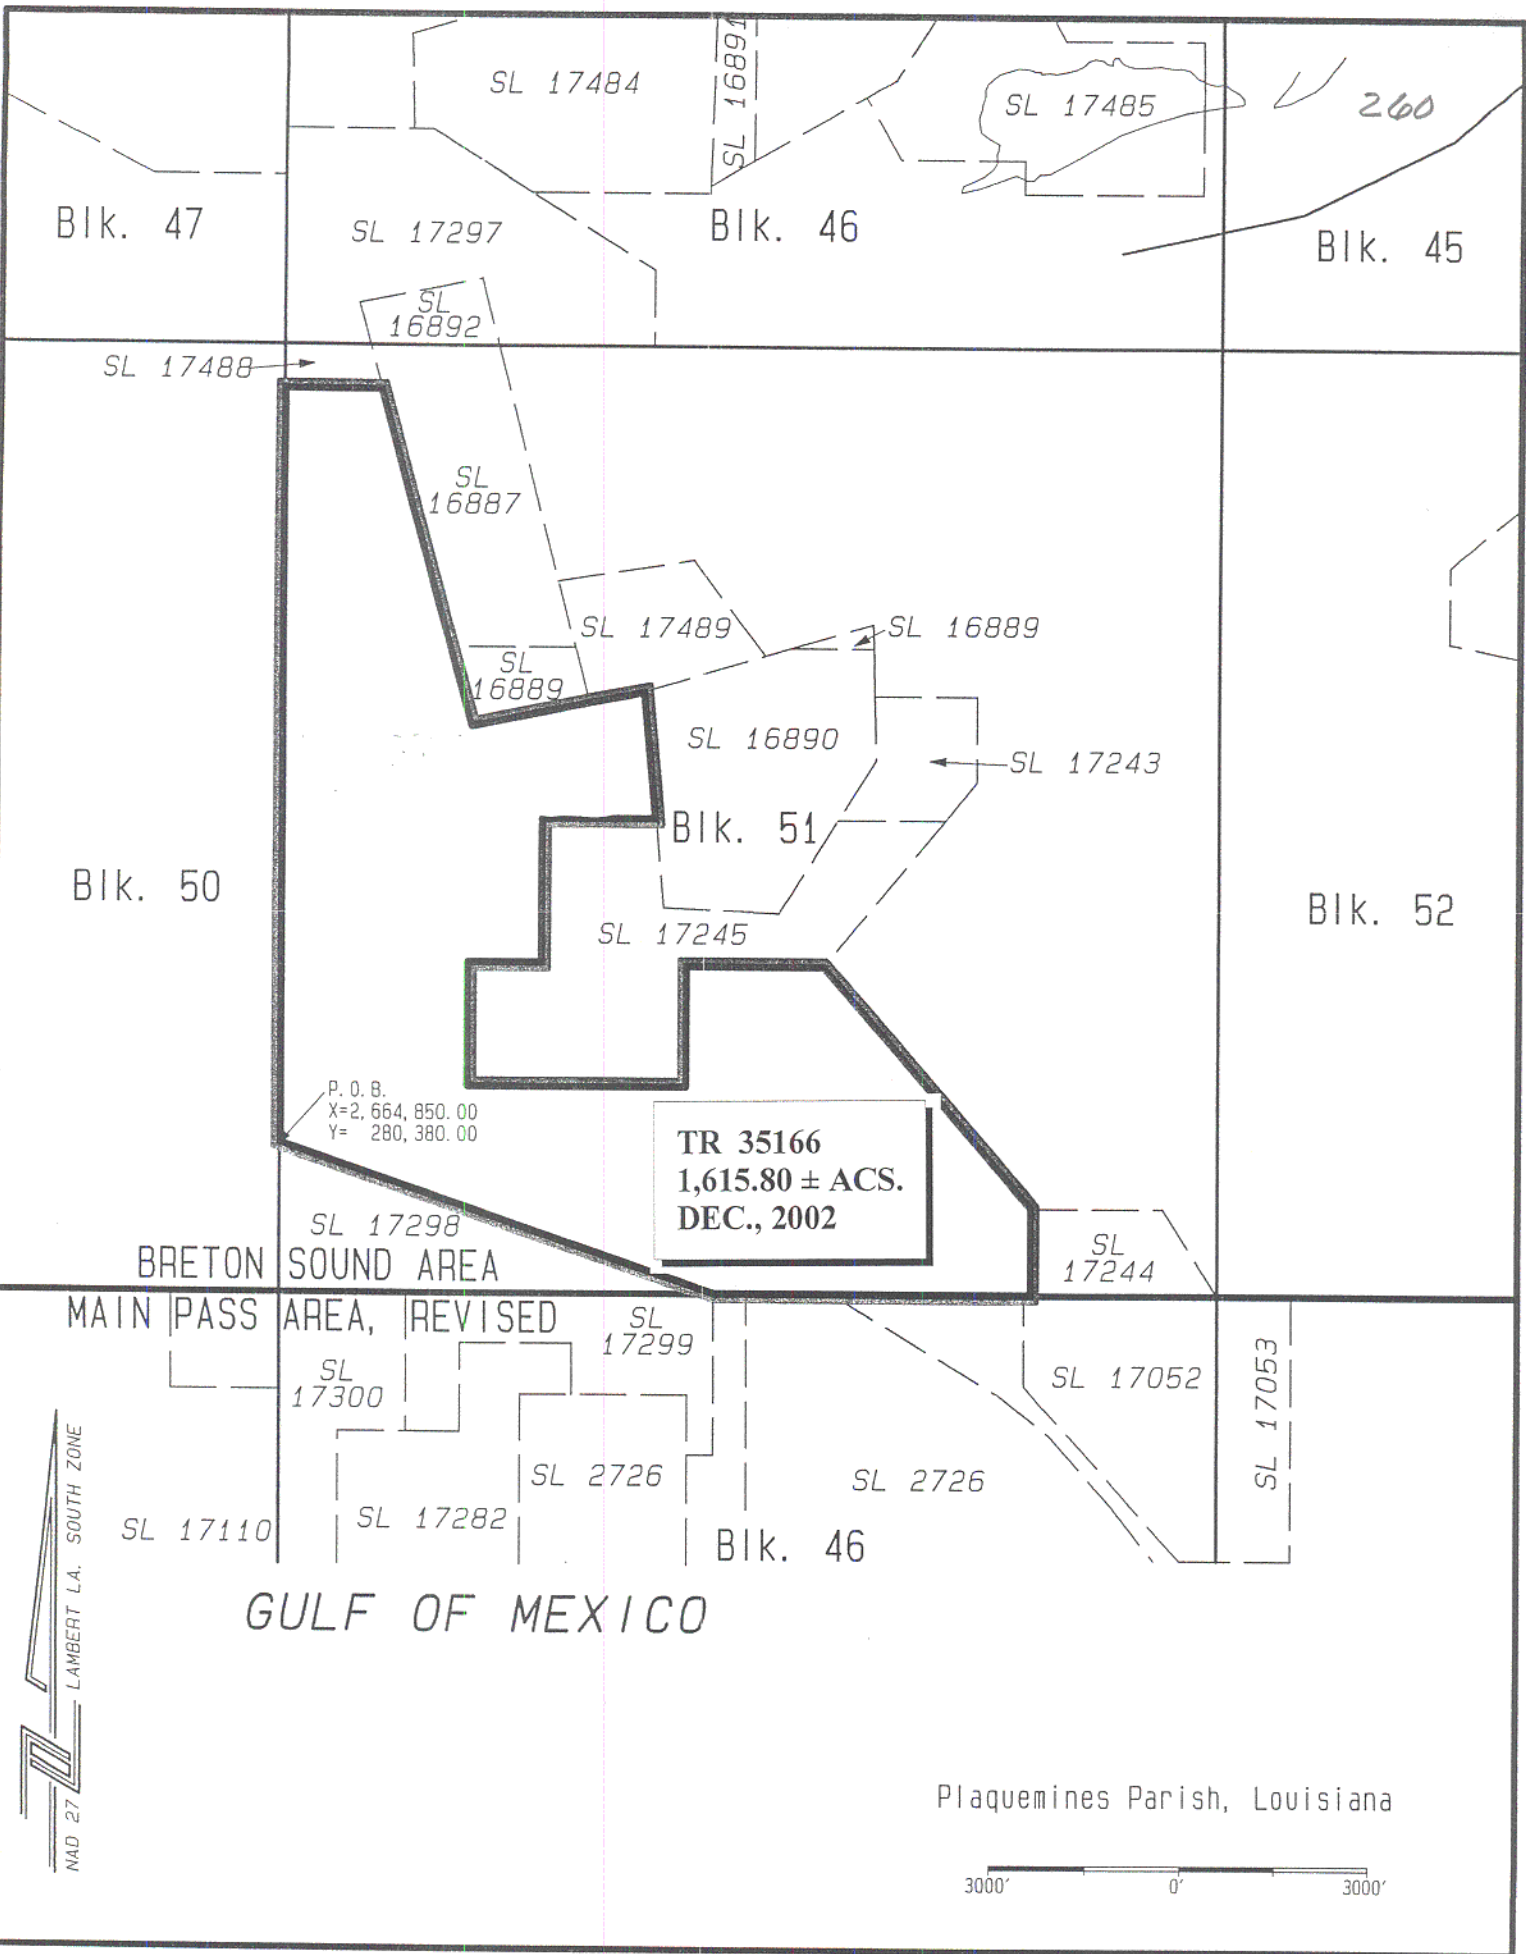 SL 17484
SL 16891
SL 17485
260
Blk. 47
SL 17297
Blk. 46
Blk. 45
SL
16892
SL 17488
SL
16887
SL 17489
SL 16889
SL
16889
SL 16890
SL 17243
Blk. 51
Blk. 50
SL 17245
Blk. 52
P.O.B.
X=2,664,850.00
Y= 280,380.00
TR 35166
1,615.80 ± ACS.
DEC., 2002
SL 17298
SL
17244
BRETON SOUND AREA
MAIN PASS AREA, REVISED
SL
17299
SL
17300
SL 17052
SL 17053
SL 2726
SL 2726
SL 17110
SL 17282
Blk. 46
GULF OF MEXICO
NAD 27 LAMBERT LA. SOUTH ZONE
Plaquemines Parish, Louisiana
3000' 0' 3000'